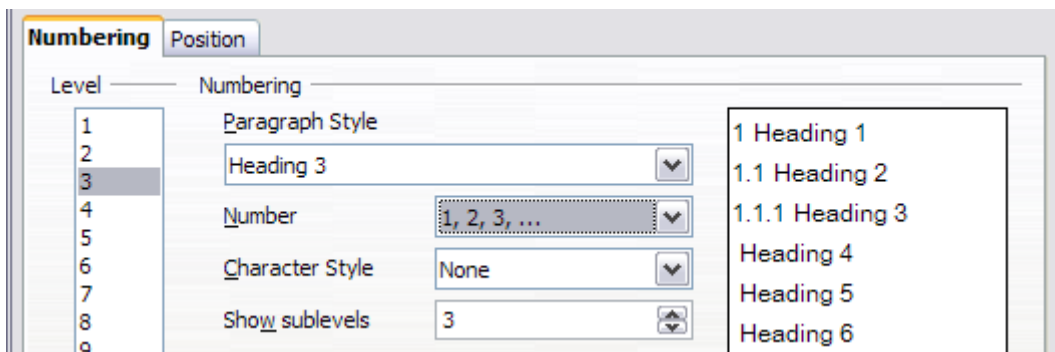 Numbering Position
Level Numbering
1
2
3
4
5
6
7
8
9
Paragraph Style
Heading 3
Number 1, 2, 3, ...
Character Style None
Show sublevels 3
1 Heading 1
1.1 Heading 2
1.1.1 Heading 3
Heading 4
Heading 5
Heading 6